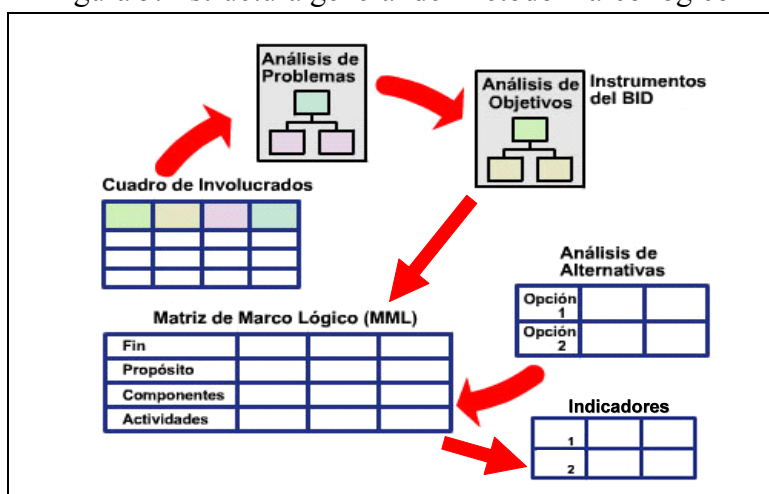 Análisis de
Problemas
Análisis de
Objetivos
Instrumentos
del BID
Cuadro de Involucrados
Análisis de
Alternativas
Opción
1
Opción
2
Matriz de Marco Lógico (MML)
Fin
Propósito
Componentes
Actividades
Indicadores
1
2